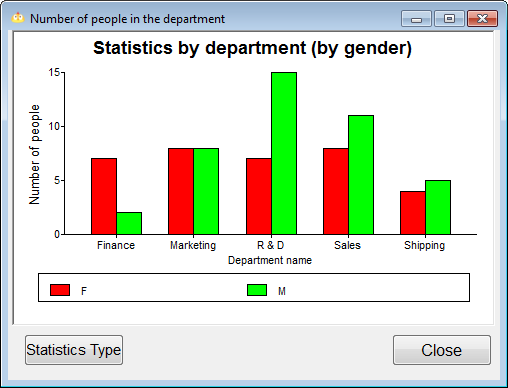 Number of people in the department
Statistics by department (by gender)
Number of people
15
10
5
0
Finance Marketing R & D Sales Shipping
Department name
F M
Statistics Type Close